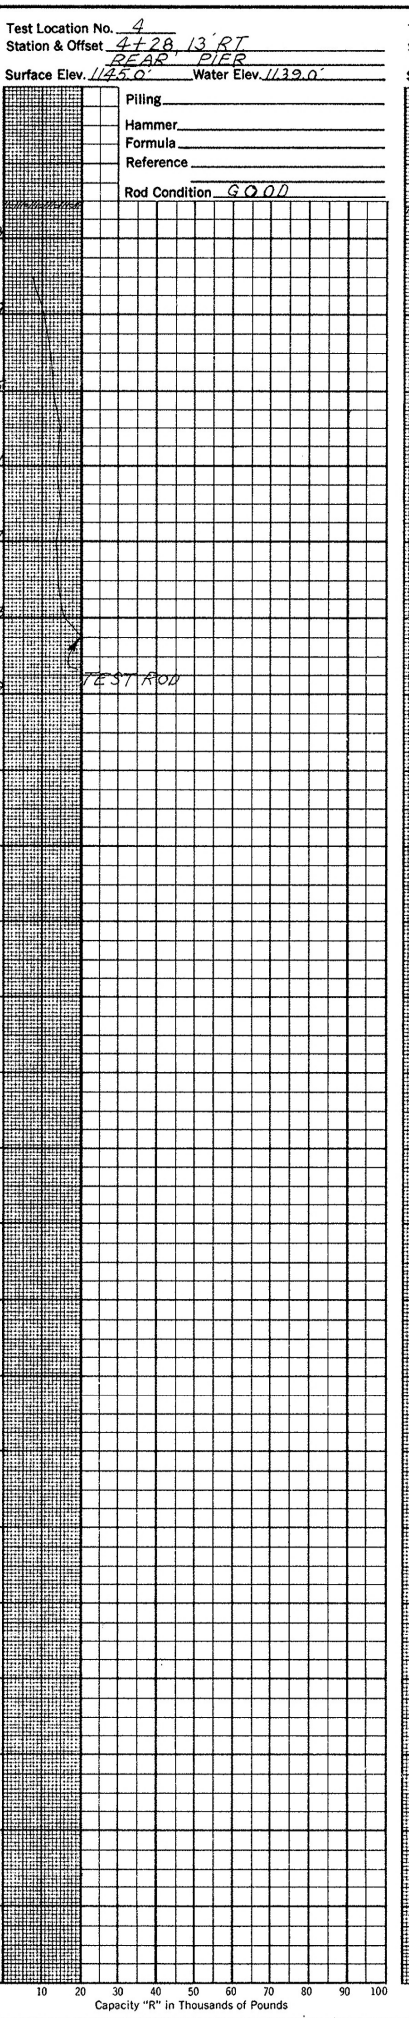 Test Location No. 4
Station & Offset 4+28, 13' RT.
REAR PIER
Surface Elev. 1145.0' Water Elev. 1139.0'
Piling
Hammer
Formula
Reference
Rod Condition GOOD
TEST ROD
10 20 30 40 50 60 70 80 90 100
Capacity "R" in Thousands of Pounds